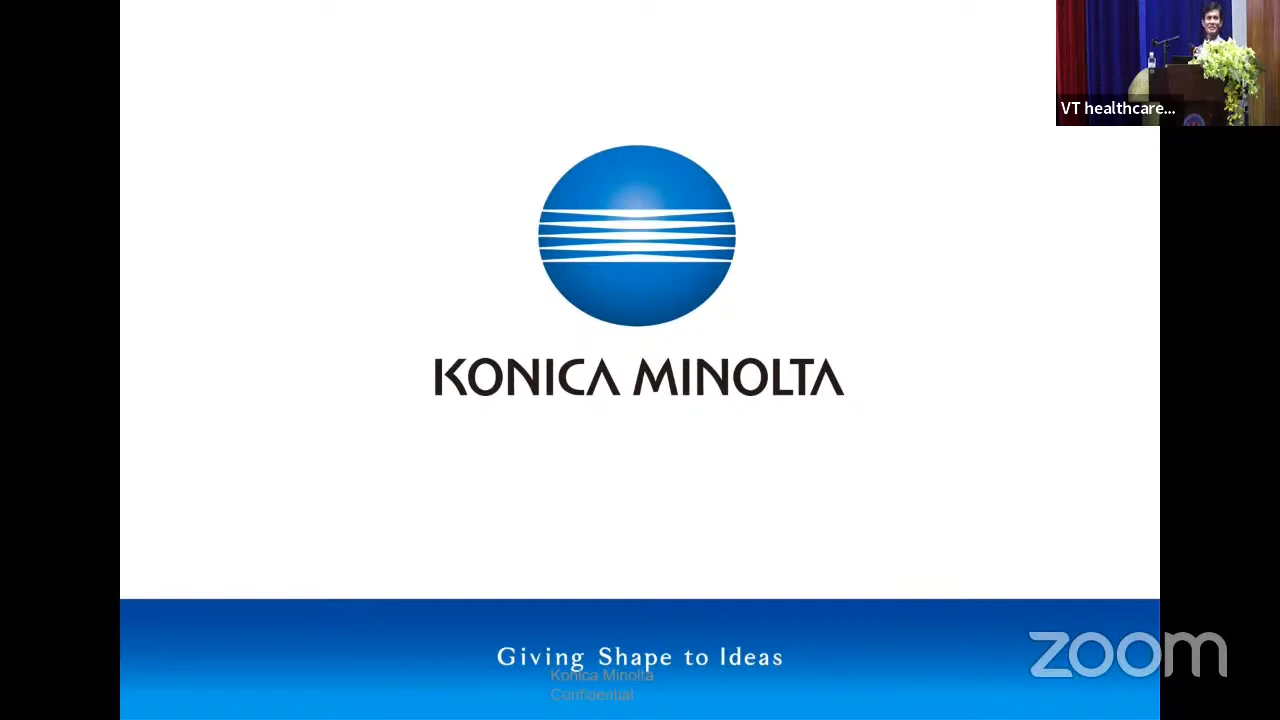 VT healthcare...
KONICA MINOLTA
Giving Shape to Ideas
Konica Minolta
Confidential
zoom